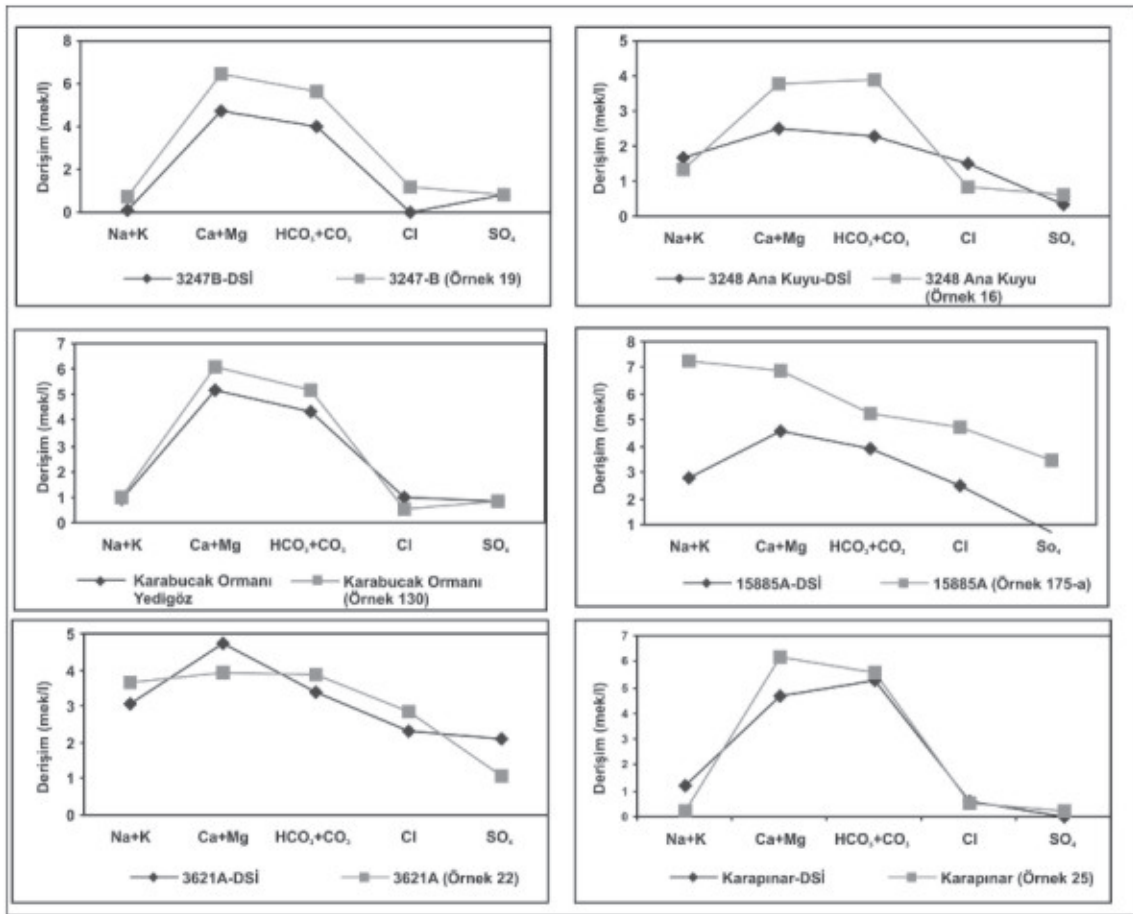 8
6
4
2
0
Derişim (mek/l)
Na+K Ca+Mg HCO₃+CO₃ Cl SO₄
3247B-DSİ 3247-B (Örnek 19)
5
4
3
2
1
0
Derişim (mek/l)
Na+K Ca+Mg HCO₃+CO₃ Cl SO₄
3248 Ana Kuyu-DSİ 3248 Ana Kuyu
(Örnek 16)
7
6
5
4
3
2
1
0
Derişim (mek/l)
Na+K Ca+Mg HCO₃+CO₃ Cl SO₄
Karabucak Ormanı Karabucak Ormanı
Yedigöz (Örnek 130)
8
7
6
5
4
3
2
1
Derişim (mek/l)
Na+K Ca+Mg HCO₃+CO₃ Cl So₄
15885A-DSİ 15885A (Örnek 175-a)
5
4
3
2
1
0
Derişim (mek/l)
Na+K Ca+Mg HCO₃+CO₃ Cl SO₄
3621A-DSİ 3621A (Örnek 22)
7
6
5
4
3
2
1
0
Derişim (mek/l)
Na+K Ca+Mg HCO₃+CO₃ Cl SO₄
Karapınar-DSİ Karapınar (Örnek 25)